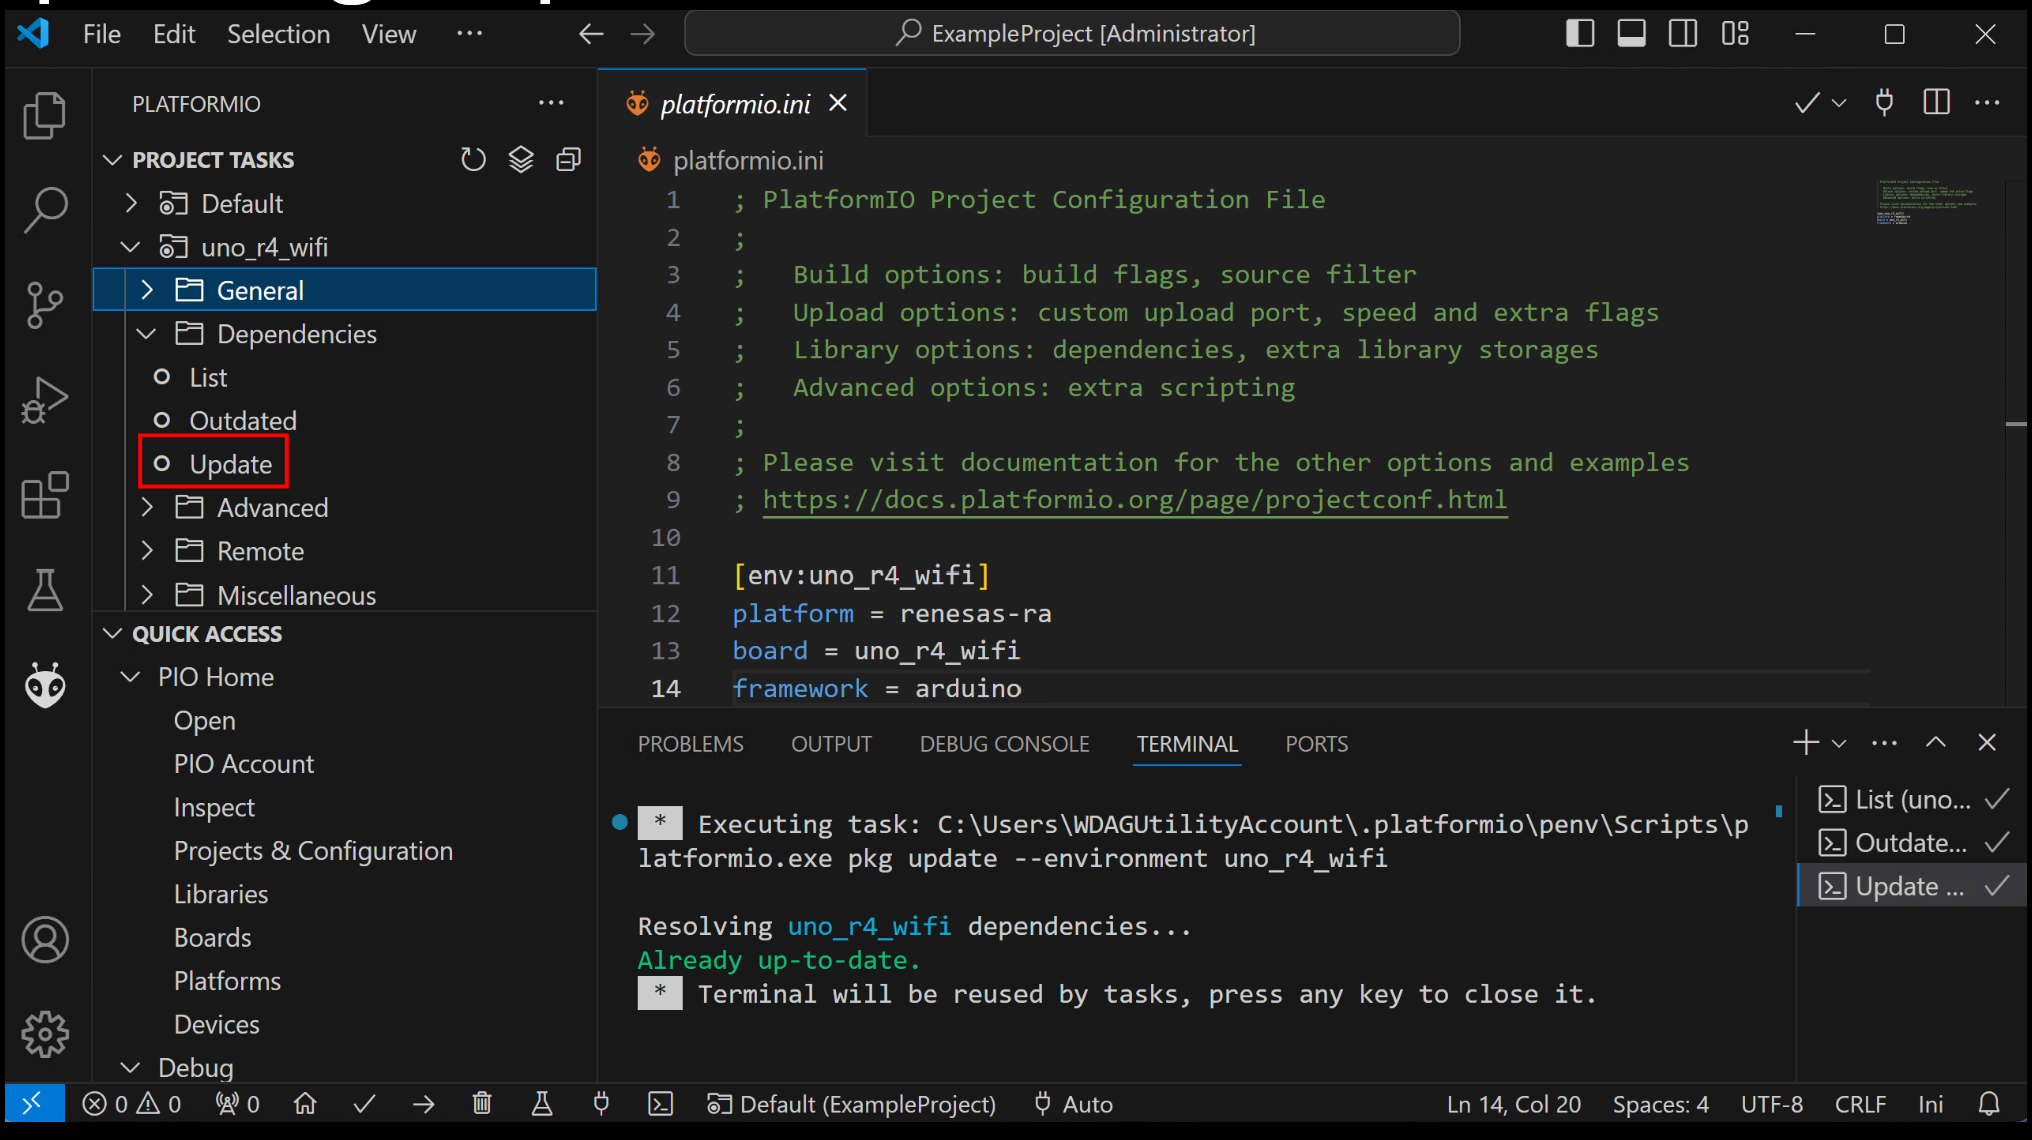 File Edit Selection View ··· ExampleProject [Administrator]
PLATFORMIO
PROJECT TASKS
Default
uno_r4_wifi
General
Dependencies
List
Outdated
Update
Advanced
Remote
Miscellaneous
QUICK ACCESS
PIO Home
Open
PIO Account
Inspect
Projects & Configuration
Libraries
Boards
Platforms
Devices
Debug
platformio.ini
platformio.ini
1 ; PlatformIO Project Configuration File
2 ;
3 ;   Build options: build flags, source filter
4 ;   Upload options: custom upload port, speed and extra flags
5 ;   Library options: dependencies, extra library storages
6 ;   Advanced options: extra scripting
7 ;
8 ; Please visit documentation for the other options and examples
9 ; https://docs.platformio.org/page/projectconf.html
10
11 [env:uno_r4_wifi]
12 platform = renesas-ra
13 board = uno_r4_wifi
14 framework = arduino
PROBLEMS OUTPUT DEBUG CONSOLE TERMINAL PORTS
* Executing task: C:\Users\WDAGUtilityAccount\.platformio\penv\Scripts\p
latformio.exe pkg update --environment uno_r4_wifi
Resolving uno_r4_wifi dependencies...
Already up-to-date.
* Terminal will be reused by tasks, press any key to close it.
List (uno...
Outdate...
Update ...
0 0 0 Default (ExampleProject) Auto Ln 14, Col 20 Spaces: 4 UTF-8 CRLF Ini